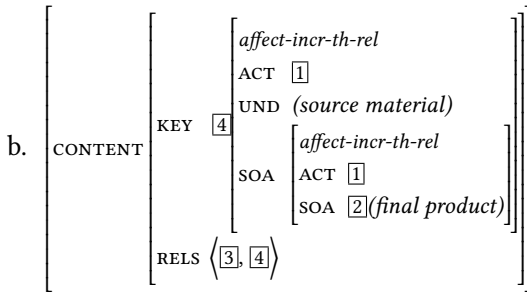 affect-incr-th-rel
ACT 1
UND (source material)
KEY 4
affect-incr-th-rel
b. CONTENT
SOA ACT 1
SOA 2(final product)
RELS ⟨3, 4⟩